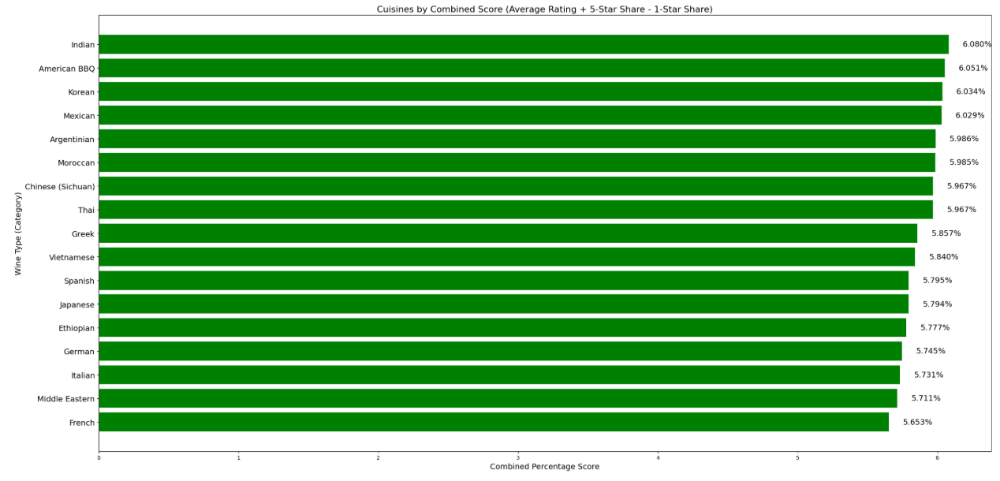 Cuisines by Combined Score (Average Rating + 5-Star Share - 1-Star Share)
Wine Type (Category)
Indian 6.080%
American BBQ 6.051%
Korean 6.034%
Mexican 6.029%
Argentinian 5.986%
Moroccan 5.985%
Chinese (Sichuan) 5.967%
Thai 5.967%
Greek 5.857%
Vietnamese 5.840%
Spanish 5.795%
Japanese 5.794%
Ethiopian 5.777%
German 5.745%
Italian 5.731%
Middle Eastern 5.711%
French 5.653%
0 1 2 3 4 5 6
Combined Percentage Score